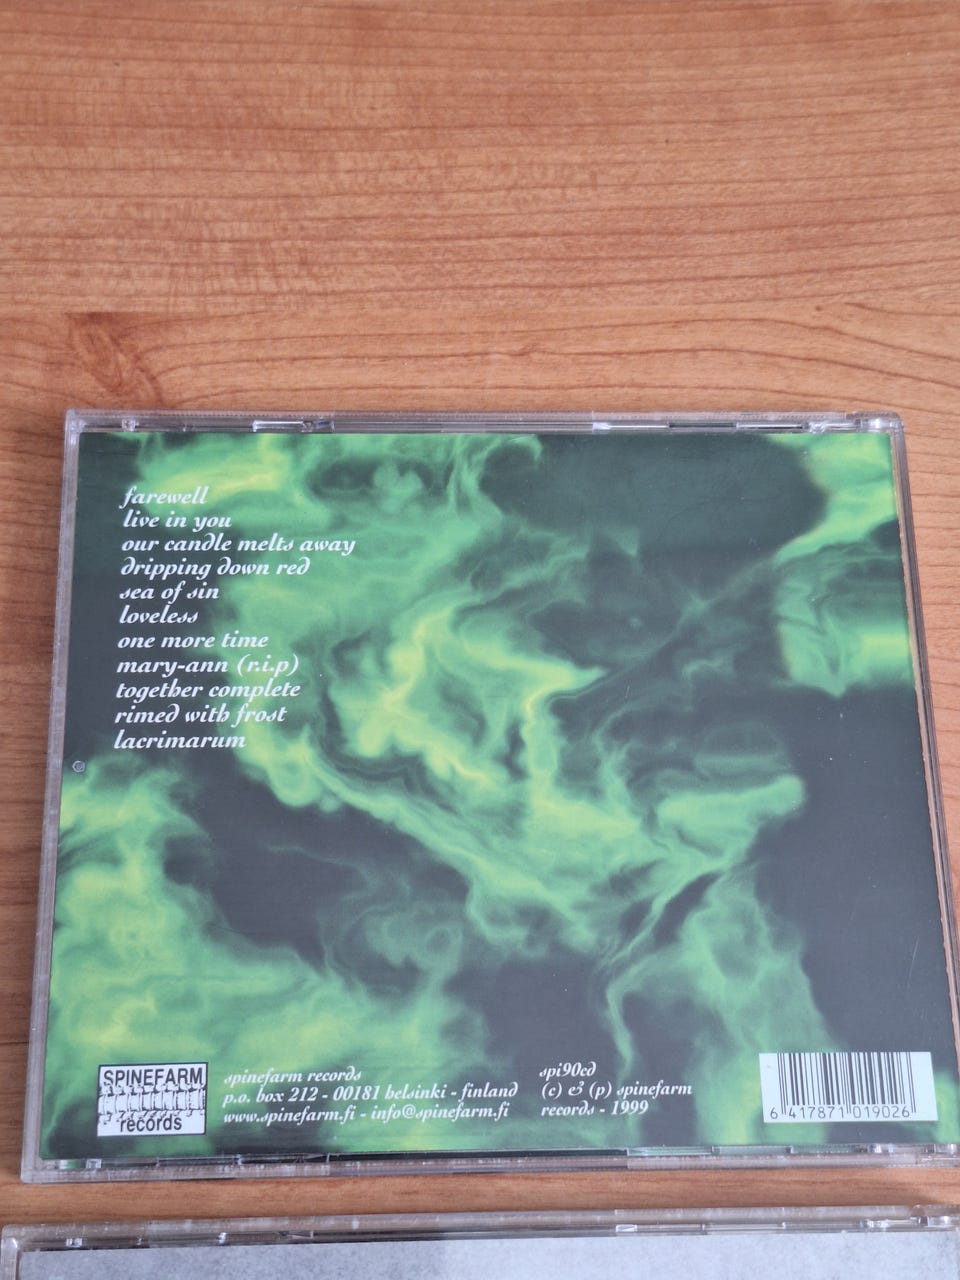 farewell
live in you
our candle melts away
dripping down red
sea of sin
loveless
one more time
mary-ann (r.i.p)
together complete
rimed with frost
lacrimarum
SPINEFARM
records
spinefarm records
p.o. box 212 - 00181 helsinki - finland
www.spinefarm.fi - info@spinefarm.fi
spi90cd
(c) & (p) spinefarm
records - 1999
6 417871 019026